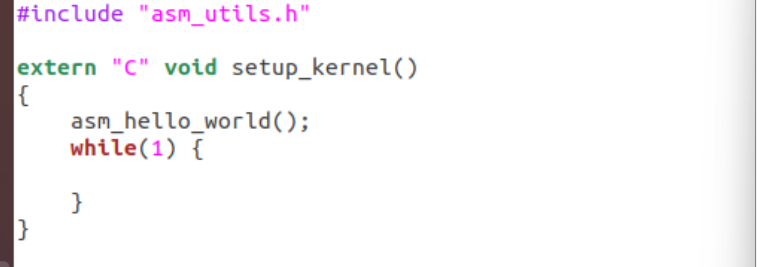 #include "asm_utils.h"
extern "C" void setup_kernel()
{
asm_hello_world();
while(1) {
}
}